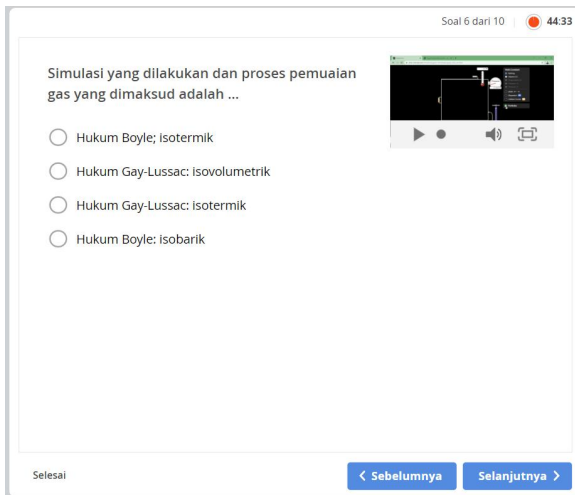 Soal 6 dari 10
44:33
Simulasi yang dilakukan dan proses pemuaian
gas yang dimaksud adalah ...
Hukum Boyle; isotermik
Hukum Gay-Lussac: isovolumetrik
Hukum Gay-Lussac: isotermik
Hukum Boyle: isobarik
Selesai
Sebelumnya
Selanjutnya